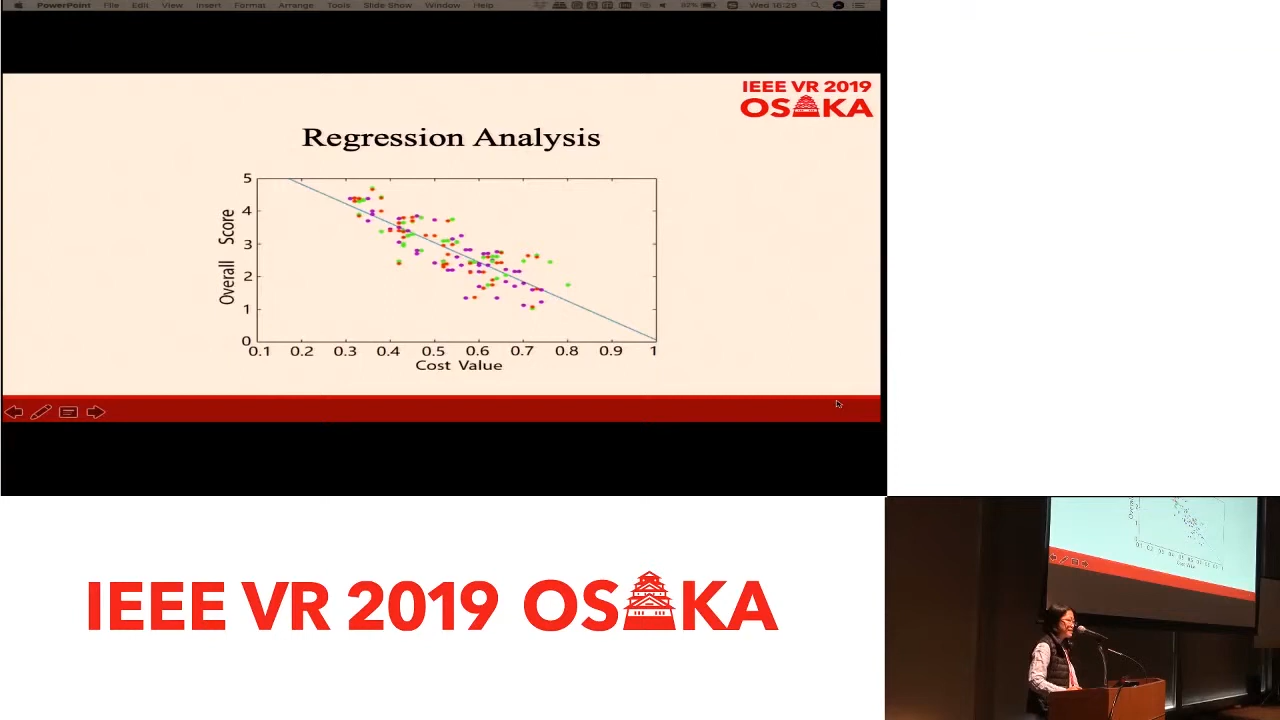 PowerPoint File Edit View Insert Format Arrange Tools Slide Show Window Help Wed 16:29
IEEE VR 2019
OSAKA
Regression Analysis
Overall Score
5
4
3
2
1
0
0.1 0.2 0.3 0.4 0.5 0.6 0.7 0.8 0.9 1
Cost Value
IEEE VR 2019 OSAKA